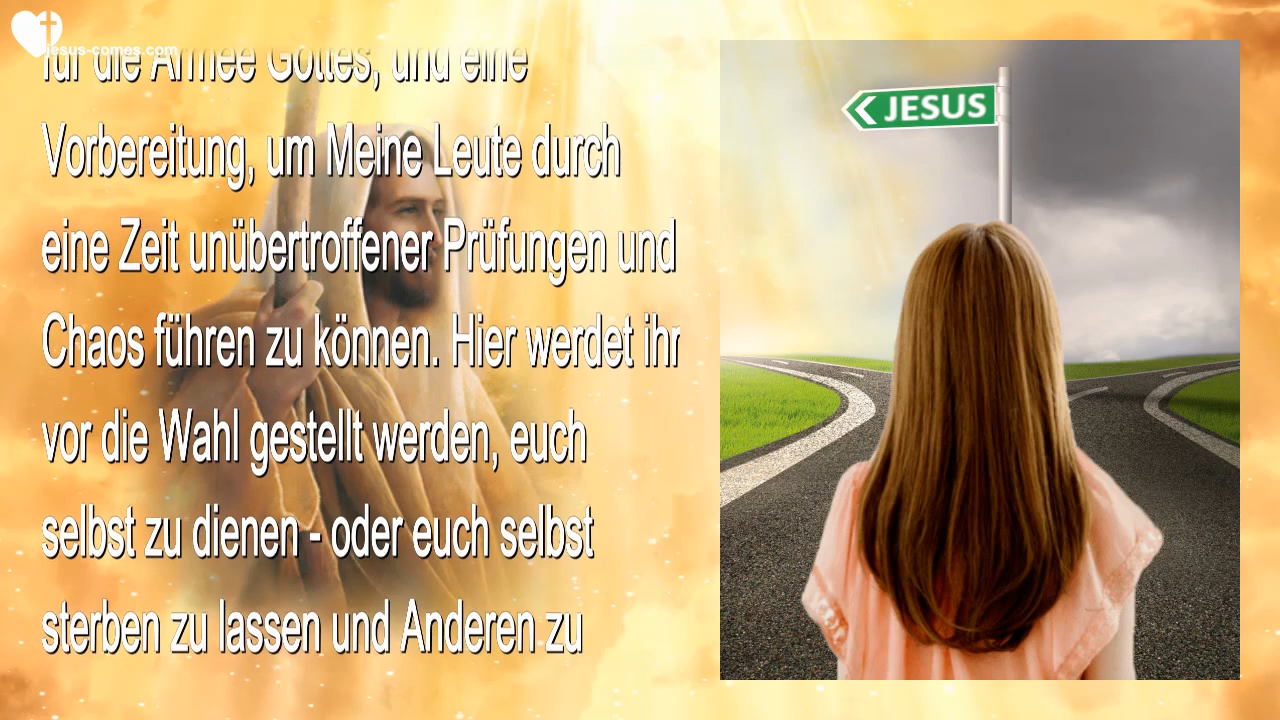 jesus-comes.com
für die Armee Gottes, und eine
Vorbereitung, um Meine Leute durch
eine Zeit unübertroffener Prüfungen und
Chaos führen zu können. Hier werdet ihr
vor die Wahl gestellt werden, euch
selbst zu dienen - oder euch selbst
sterben zu lassen und Anderen zu
JESUS